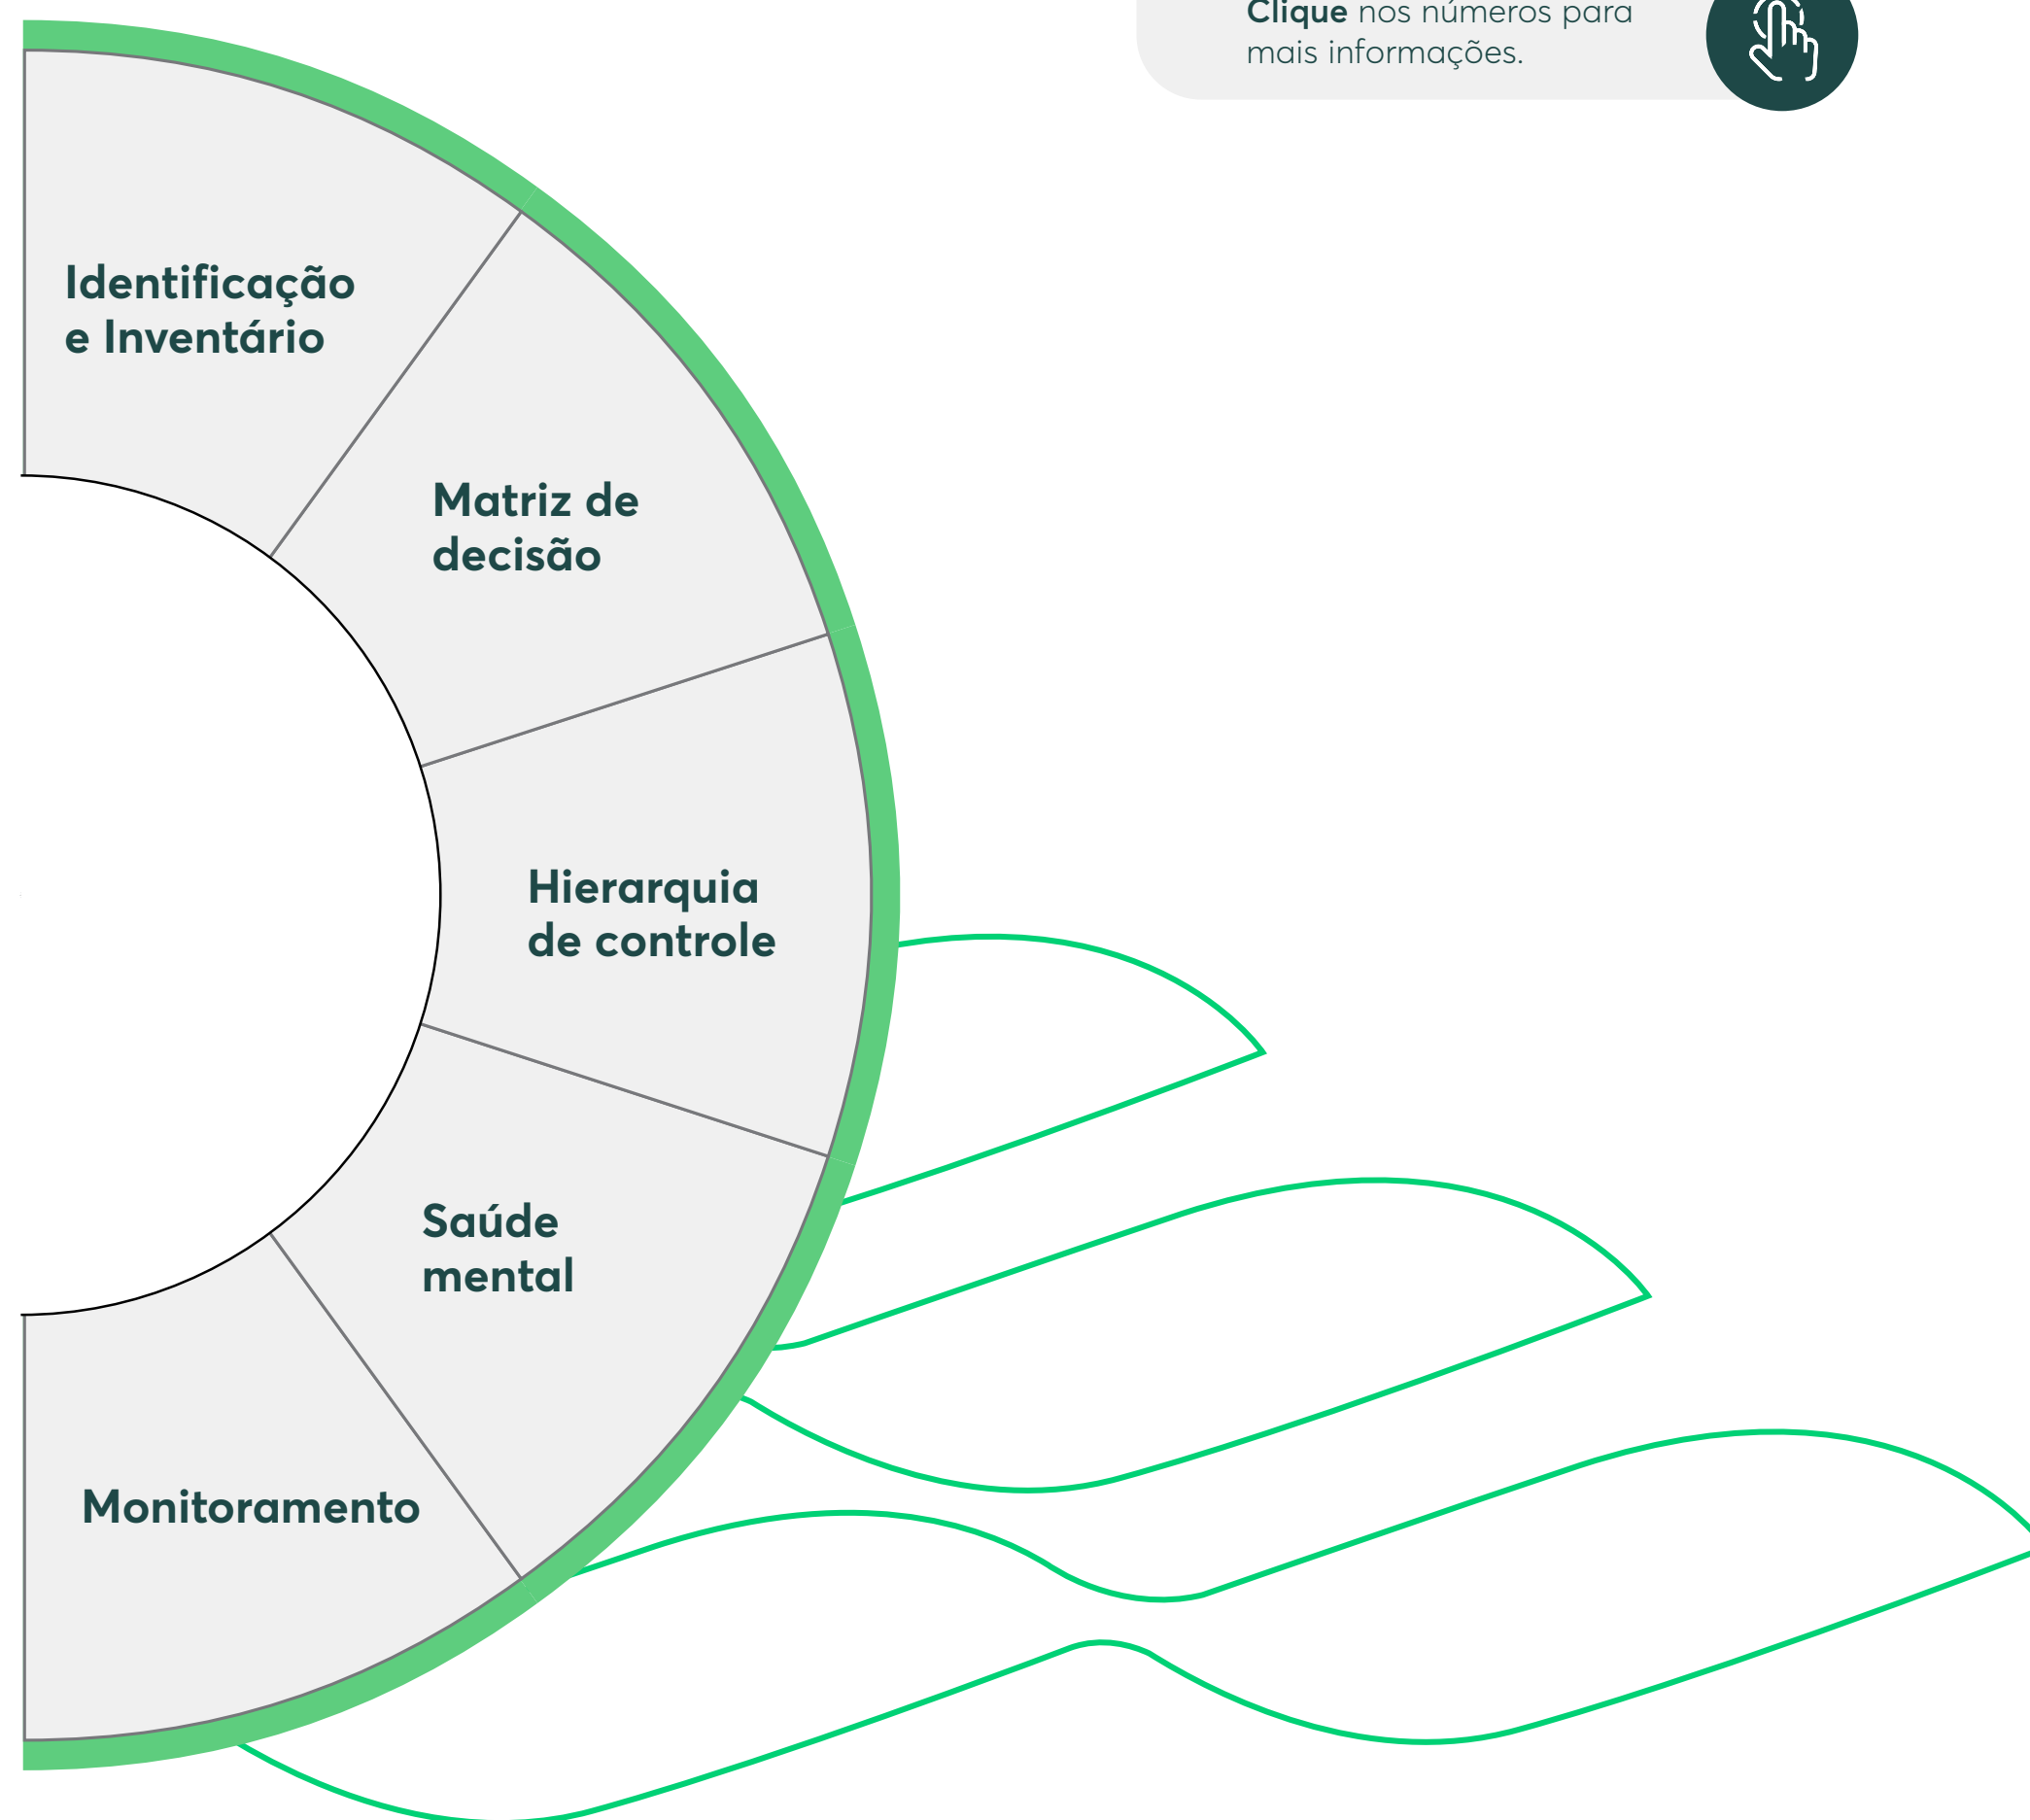 Clique nos números para
mais informações.
Identificação
e Inventário
Matriz de
decisão
Hierarquia
de controle
Saúde
mental
Monitoramento